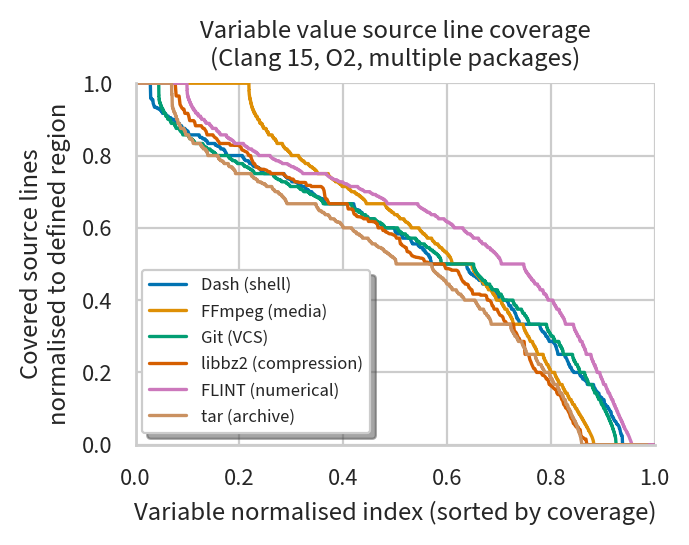 Variable value source line coverage
(Clang 15, O2, multiple packages)
Covered source lines
normalised to defined region
1.0
0.8
0.6
0.4
0.2
0.0
Dash (shell)
FFmpeg (media)
Git (VCS)
libbz2 (compression)
FLINT (numerical)
tar (archive)
0.0 0.2 0.4 0.6 0.8 1.0
Variable normalised index (sorted by coverage)